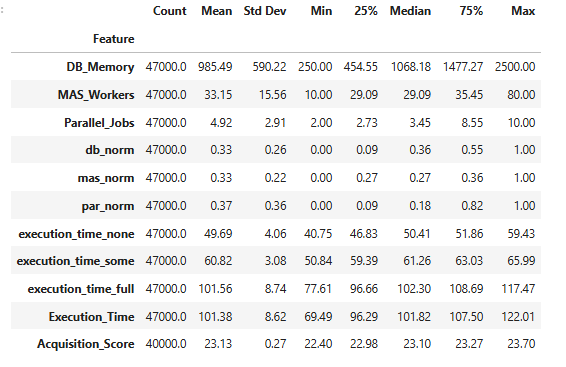 Count Mean Std Dev Min 25% Median 75% Max
Feature
DB_Memory 47000.0 985.49 590.22 250.00 454.55 1068.18 1477.27 2500.00
MAS_Workers 47000.0 33.15 15.56 10.00 29.09 29.09 35.45 80.00
Parallel_Jobs 47000.0 4.92 2.91 2.00 2.73 3.45 8.55 10.00
db_norm 47000.0 0.33 0.26 0.00 0.09 0.36 0.55 1.00
mas_norm 47000.0 0.33 0.22 0.00 0.27 0.27 0.36 1.00
par_norm 47000.0 0.37 0.36 0.00 0.09 0.18 0.82 1.00
execution_time_none 47000.0 49.69 4.06 40.75 46.83 50.41 51.86 59.43
execution_time_some 47000.0 60.82 3.08 50.84 59.39 61.26 63.03 65.99
execution_time_full 47000.0 101.56 8.74 77.61 96.66 102.30 108.69 117.47
Execution_Time 47000.0 101.38 8.62 69.49 96.29 101.82 107.50 122.01
Acquisition_Score 40000.0 23.13 0.27 22.40 22.98 23.10 23.27 23.70